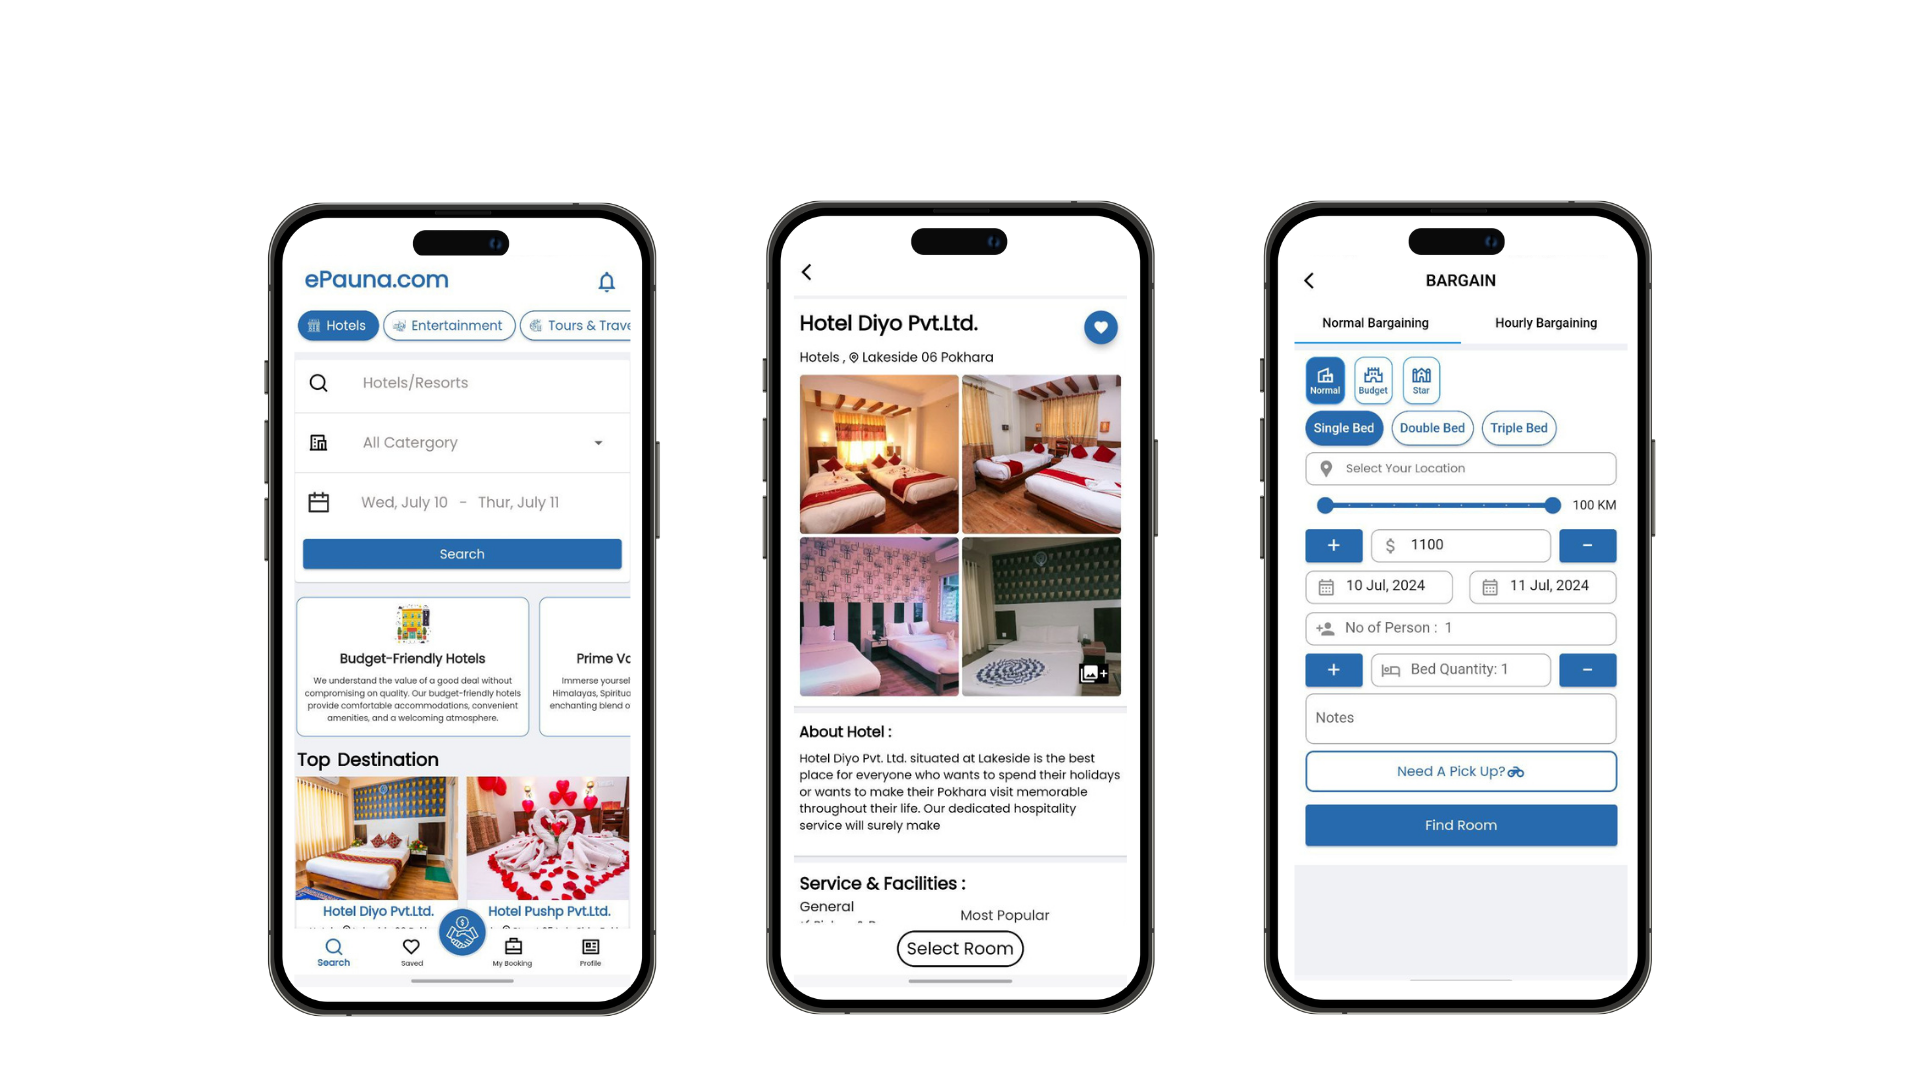 ePauna.com
Hotels
Entertainment
Tours & Trave
Hotels/Resorts
All Catergory
Wed, July 10 - Thur, July 11
Search
Budget-Friendly Hotels
We understand the value of a good deal without
compromising on quality. Our budget-friendly hotels
provide comfortable accommodations, convenient
amenities, and a welcoming atmosphere.
Prime Vo
Immerse yoursel
Himalayas, Spirituc
enchanting blend o
Top Destination
Hotel Diyo Pvt.Ltd.
Hotel Pushp Pvt.Ltd.
Search
Saved
My Booking
Profile
Hotel Diyo Pvt.Ltd.
Hotels , Lakeside 06 Pokhara
About Hotel :
Hotel Diyo Pvt. Ltd. situated at Lakeside is the best
place for everyone who wants to spend their holidays
or wants to make their Pokhara visit memorable
throughout their life. Our dedicated hospitality
service will surely make
Service & Facilities :
General
Most Popular
Select Room
BARGAIN
Normal Bargaining
Hourly Bargaining
Normal
Budget
Star
Single Bed
Double Bed
Triple Bed
Select Your Location
100 KM
+
$ 1100
-
10 Jul, 2024
11 Jul, 2024
No of Person : 1
+
Bed Quantity: 1
-
Notes
Need A Pick Up?
Find Room